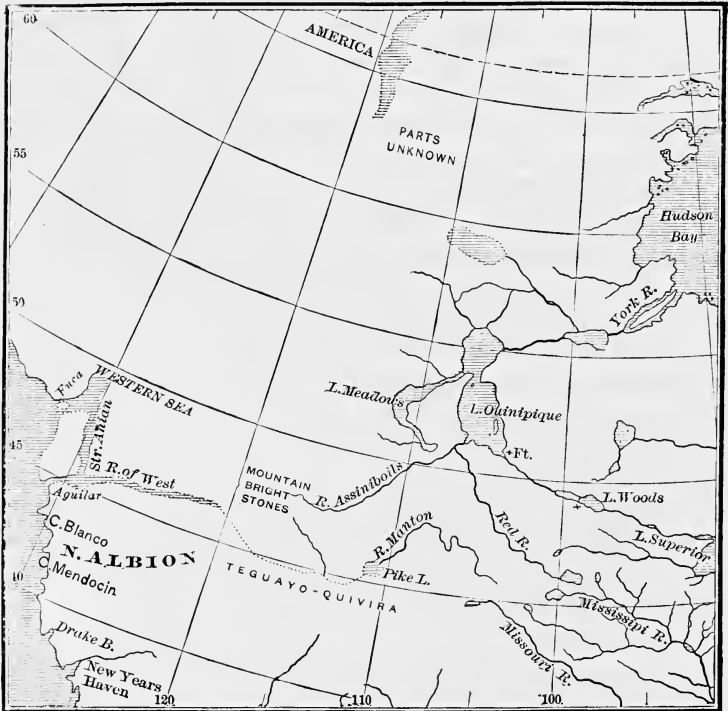 60
AMERICA
PARTS
UNKNOWN
55
Hudson
Bay
York R.
50
Fuca
WESTERN SEA
L. Meadows
L. Ouinipique
Str. Anian
+Ft.
45
R. of West
MOUNTAIN
BRIGHT
STONES
R. Assiniboils
L. Woods
Aguilar
C. Blanco
N. ALBION
C. Mendocin
R. Manton
Red R.
L. Superior
40
TEGUAYO-QUIVIRA
Pike L.
Mississipi R.
Missouri R.
Drake B.
New Years
Haven
120
110
100